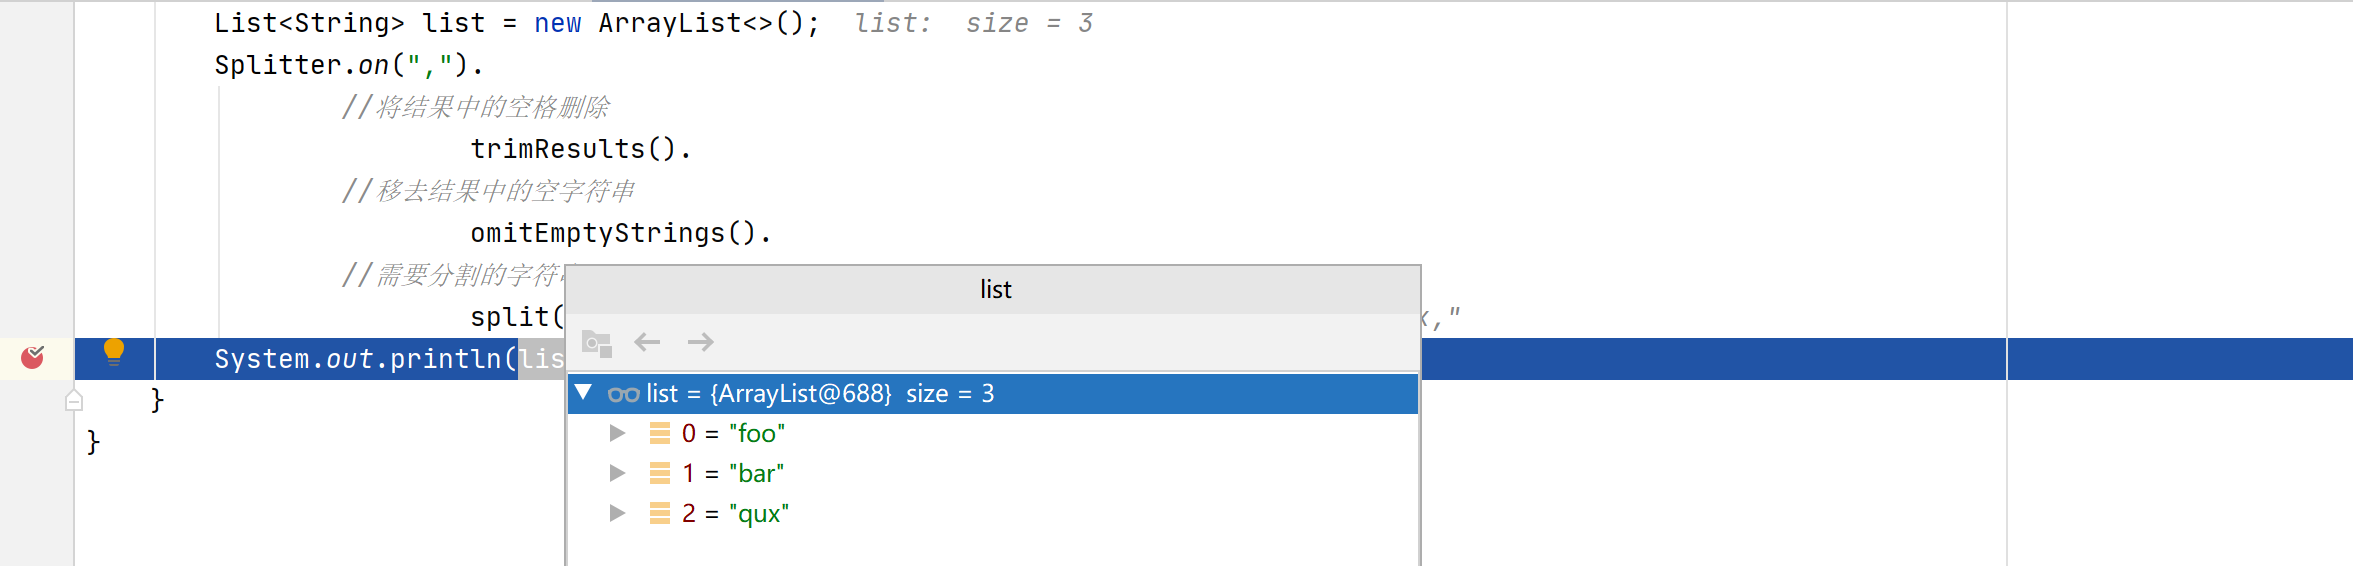 List<String> list = new ArrayList<>();  list:  size = 3
Splitter.on(",").
//将结果中的空格删除
trimResults().
//移去结果中的空字符串
omitEmptyStrings().
//需要分割的字符
split( ,"
System.out.println(lis
}
}
list
list = {ArrayList@688}  size = 3
0 = "foo"
1 = "bar"
2 = "qux"